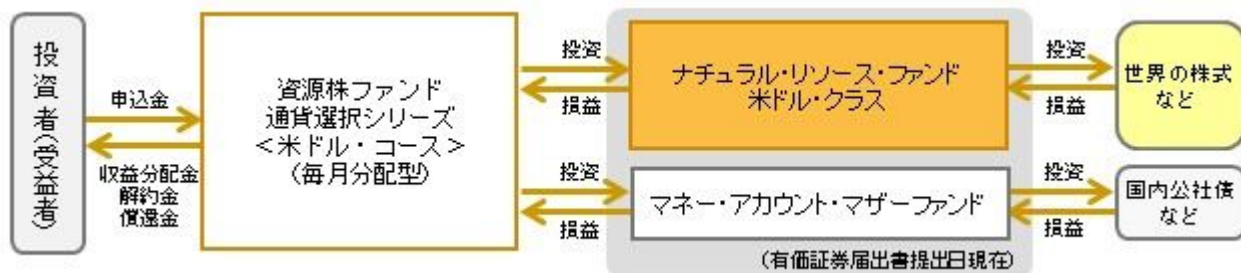 投資者(受益者)
申込金
収益分配金
解約金
償還金
資源株ファンド
通貨選択シリーズ
＜米ドル・コース＞
(毎月分配型)
投資
損益
投資
損益
ナチュラル・リソース・ファンド
米ドル・クラス
マネー・アカウント・マザーファンド
(有価証券届出書提出日現在)
投資
損益
投資
損益
世界の株式
など
国内公社債
など